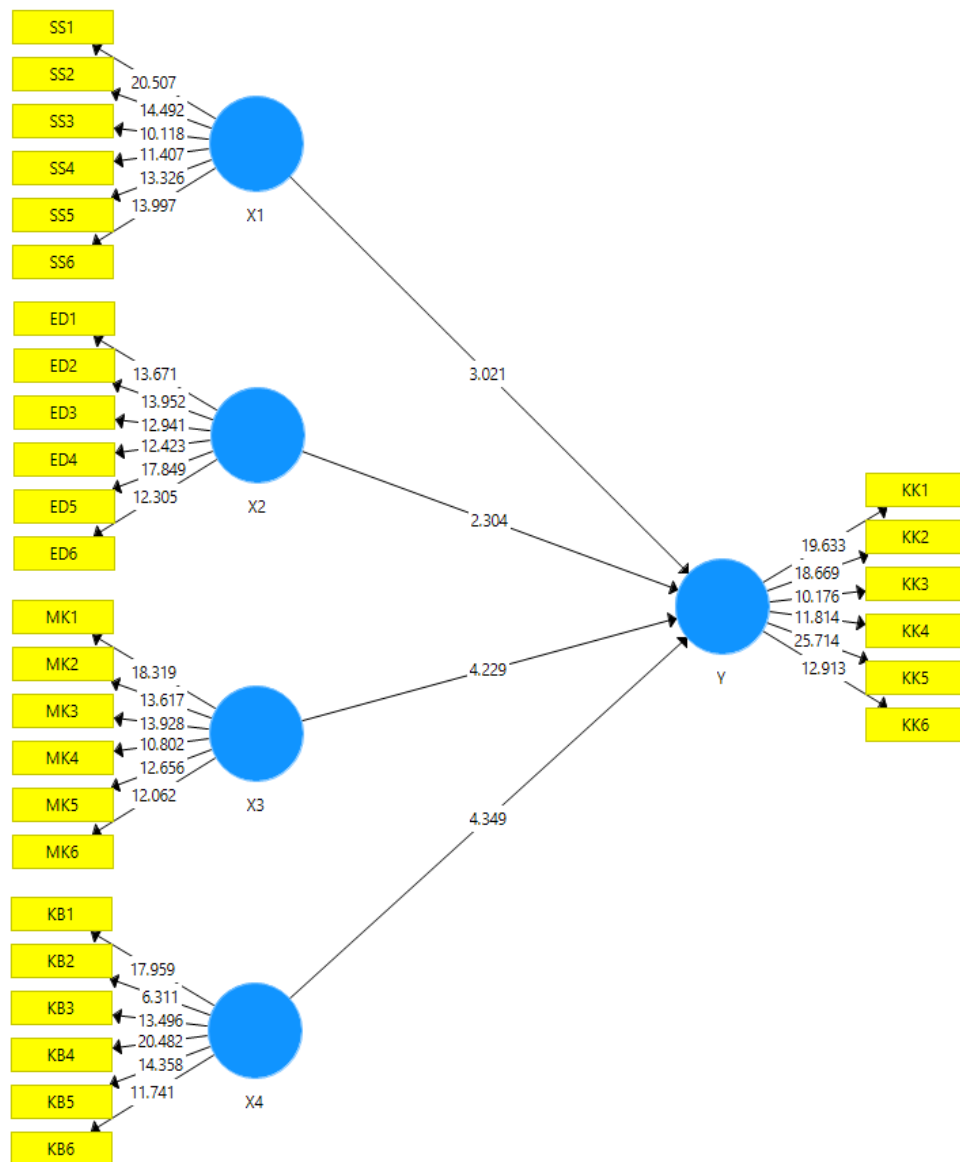 SS1
SS2
SS3
SS4
SS5
SS6
20.507
14.492
10.118
11.407
13.326
13.997
X1
ED1
ED2
ED3
ED4
ED5
ED6
13.671
13.952
12.941
12.423
17.849
12.305
X2
MK1
MK2
MK3
MK4
MK5
MK6
18.319
13.617
13.928
10.802
12.656
12.062
X3
KB1
KB2
KB3
KB4
KB5
KB6
17.959
6.311
13.496
20.482
14.358
11.741
X4
3.021
2.304
4.229
4.349
Y
19.633
18.669
10.176
11.814
25.714
12.913
KK1
KK2
KK3
KK4
KK5
KK6